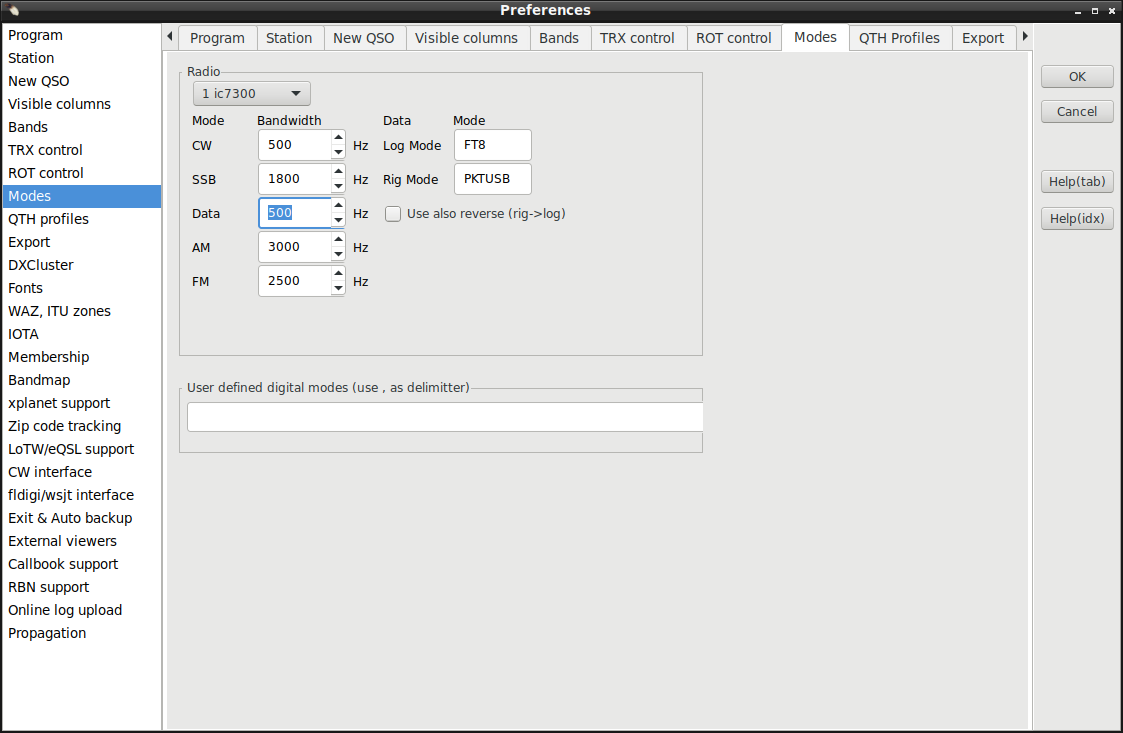 Preferences
Program
Station
New QSO
Visible columns
Bands
TRX control
ROT control
Modes
QTH profiles
Export
DXCluster
Fonts
WAZ, ITU zones
IOTA
Membership
Bandmap
xplanet support
Zip code tracking
LoTW/eQSL support
CW interface
fldigi/wsjt interface
Exit & Auto backup
External viewers
Callbook support
RBN support
Online log upload
Propagation
Program Station New QSO Visible columns Bands TRX control ROT control Modes QTH Profiles Export
Radio
1 ic7300
Mode Bandwidth Data Mode
CW 500 Hz Log Mode FT8
SSB 1800 Hz Rig Mode PKTUSB
Data 500 Hz Use also reverse (rig->log)
AM 3000 Hz
FM 2500 Hz
User defined digital modes (use , as delimitter)
OK
Cancel
Help(tab)
Help(idx)